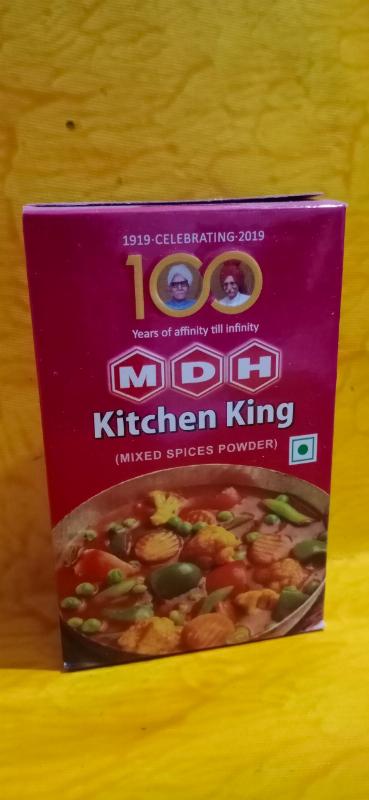 1919·CELEBRATING·2019
100
Years of affinity till infinity
MDH
Kitchen King
(MIXED SPICES POWDER)